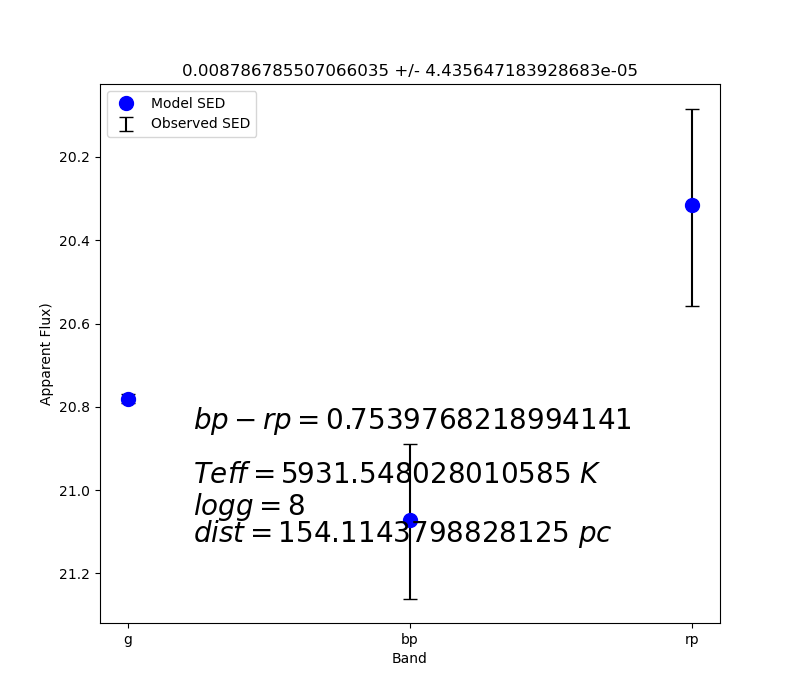 0.008786785507066035 +/- 4.435647183928683e-05
Model SED
Observed SED
20.2
20.4
20.6
20.8
21.0
21.2
Apparent Flux)
bp − rp = 0.7539768218994141
Teff = 5931.548028010585 K
logg = 8
dist = 154.1143798828125 pc
g
bp
rp
Band